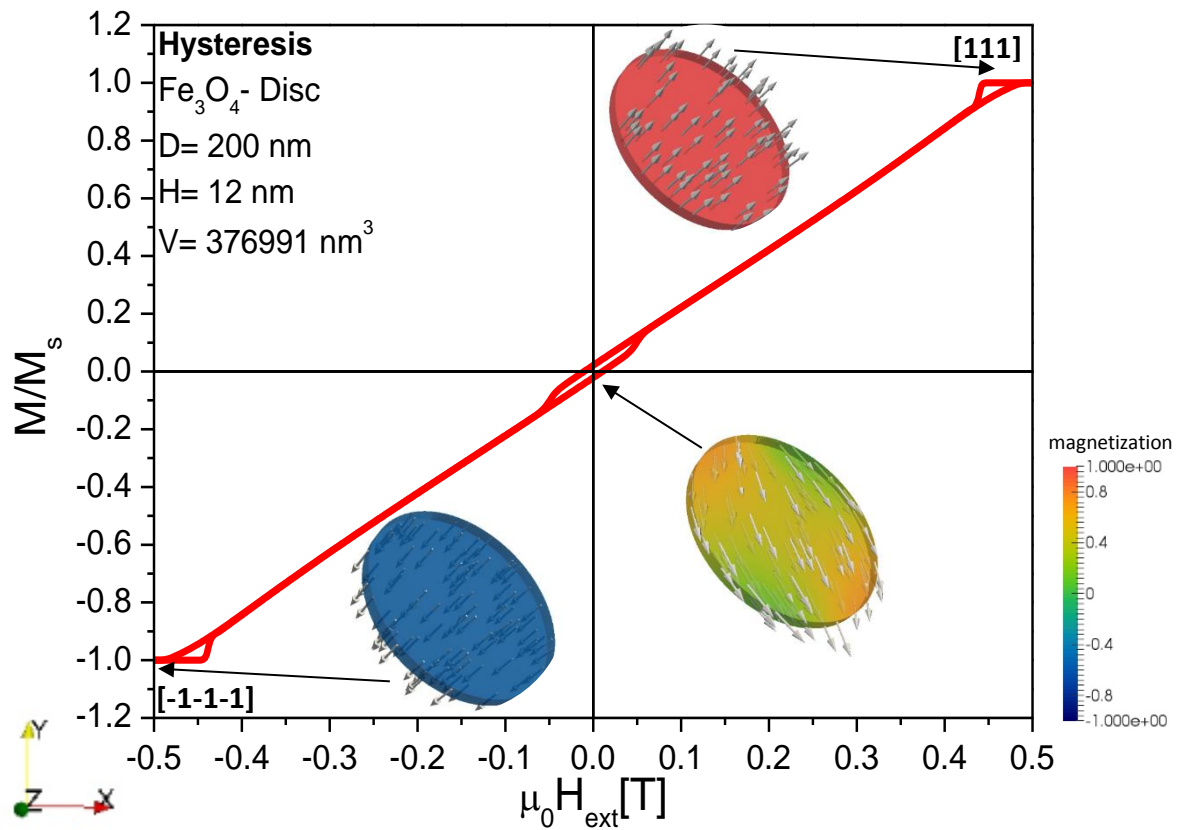 Hysteresis
Fe₃O₄- Disc
D= 200 nm
H= 12 nm
V= 376991 nm³
[111]
[-1-1-1]
1.2
1.0
0.8
0.6
0.4
0.2
0.0
-0.2
-0.4
-0.6
-0.8
-1.0
-1.2
M/Mₛ
-0.5 -0.4 -0.3 -0.2 -0.1 0.0 0.1 0.2 0.3 0.4 0.5
μ₀Hₑₓₜ[T]
magnetization
1.000e+00
0.8
0.4
0
-0.4
-0.8
-1.000e+00
Y
Z
X